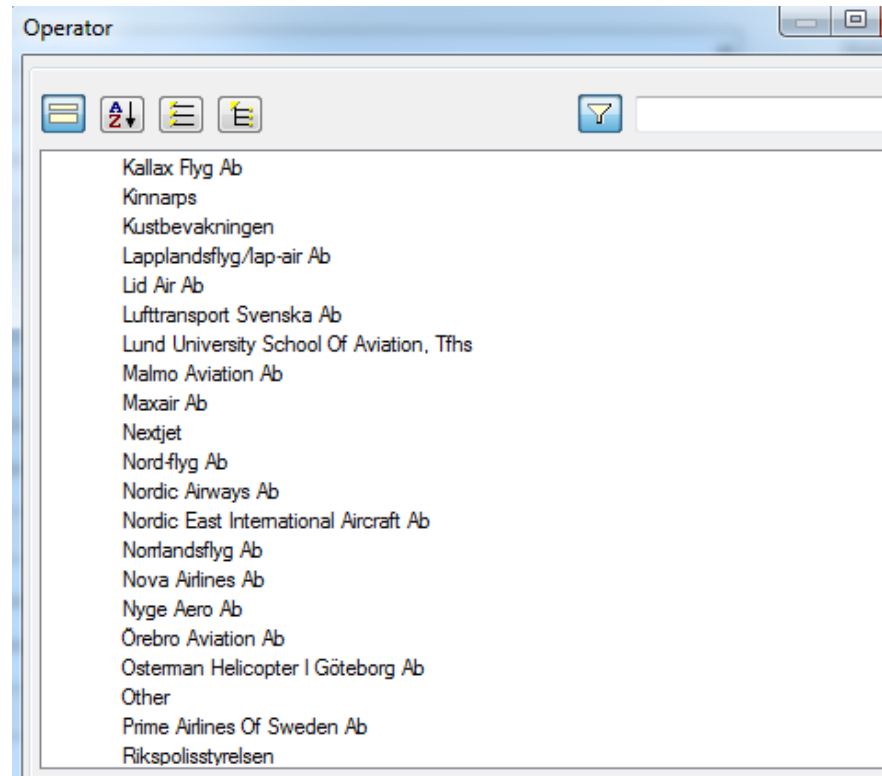 Operator
A
Z
Kallax Flyg Ab
Kinnarps
Kustbevakningen
Lapplandsflyg/lap-air Ab
Lid Air Ab
Lufttransport Svenska Ab
Lund University School Of Aviation, Tfhs
Malmo Aviation Ab
Maxair Ab
Nextjet
Nord-flyg Ab
Nordic Airways Ab
Nordic East International Aircraft Ab
Norrlandsflyg Ab
Nova Airlines Ab
Nyge Aero Ab
Örebro Aviation Ab
Osterman Helicopter I Göteborg Ab
Other
Prime Airlines Of Sweden Ab
Rikspolisstyrelsen